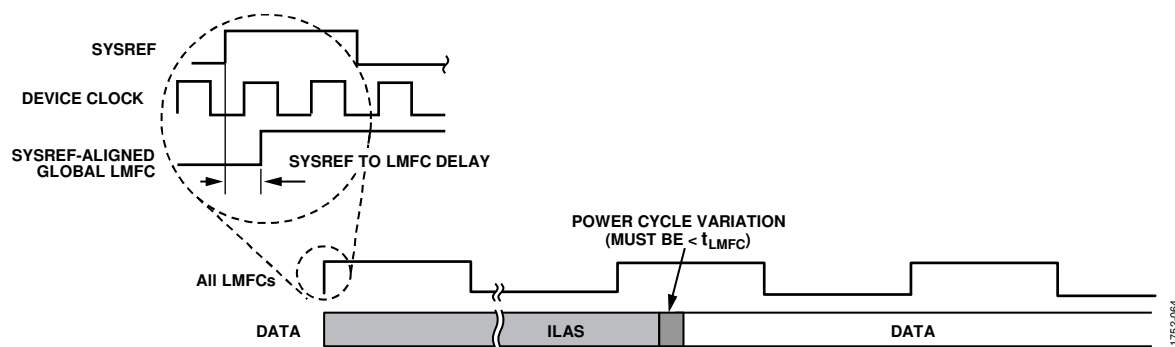 SYSREF
DEVICE CLOCK
SYSREF-ALIGNED
GLOBAL LMFC
SYSREF TO LMFC DELAY
POWER CYCLE VARIATION
(MUST BE < tLMFC)
All LMFCs
DATA
ILAS
DATA